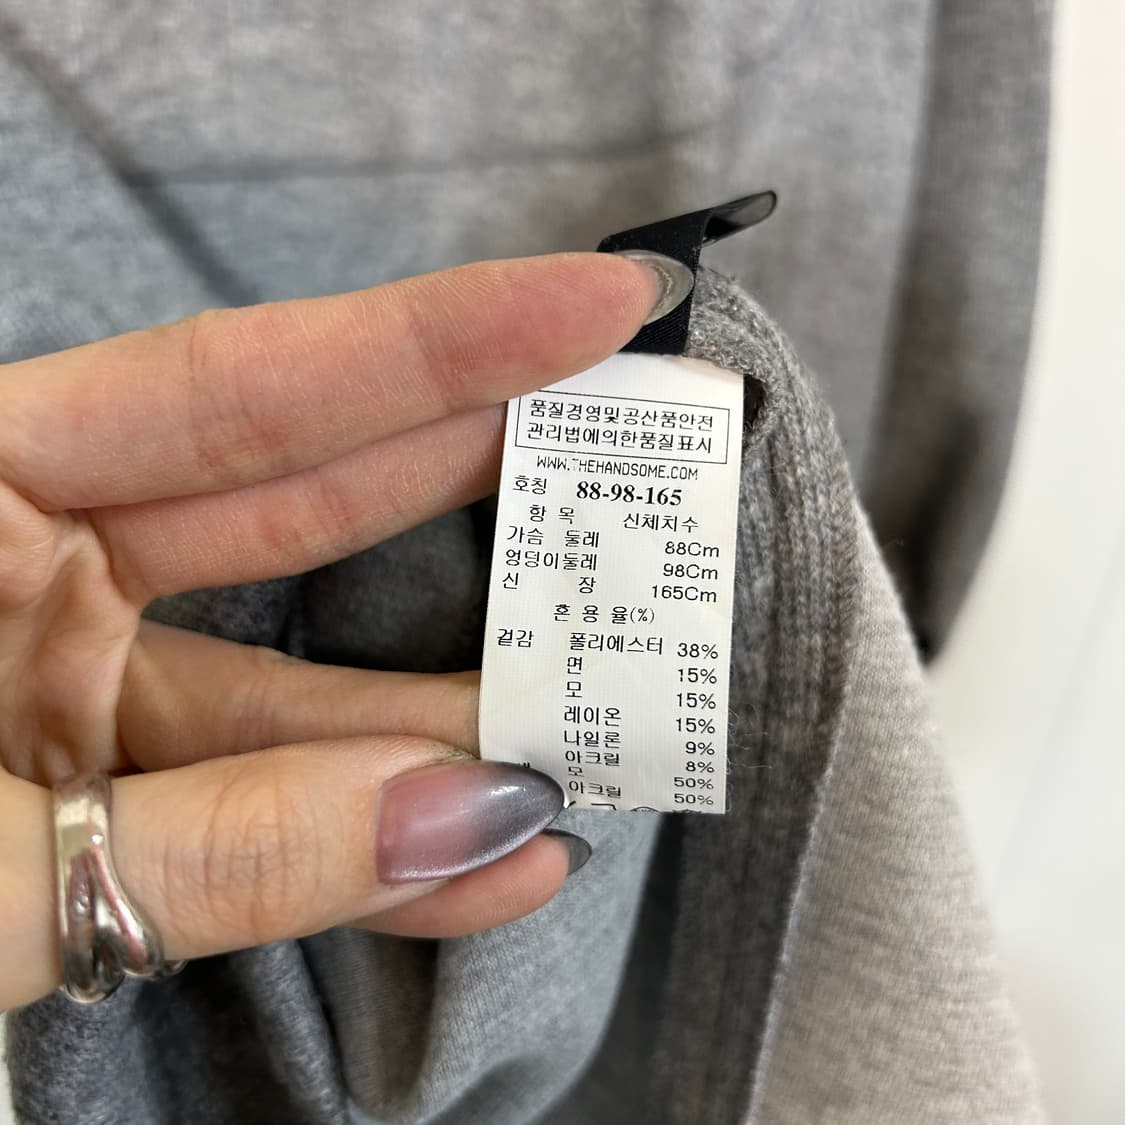 품질경영및공산품안전
관리법에의한품질표시
WWW.THEHANDSOME.COM
호칭 88-98-165
항 목 신체치수
가슴 둘레 88Cm
엉덩이둘레 98Cm
신 장 165Cm
혼 용 율(%)
겉감 폴리에스터 38%
면 15%
모 15%
레이온 15%
나일론 9%
아크릴 8%
모 50%
아크릴 50%